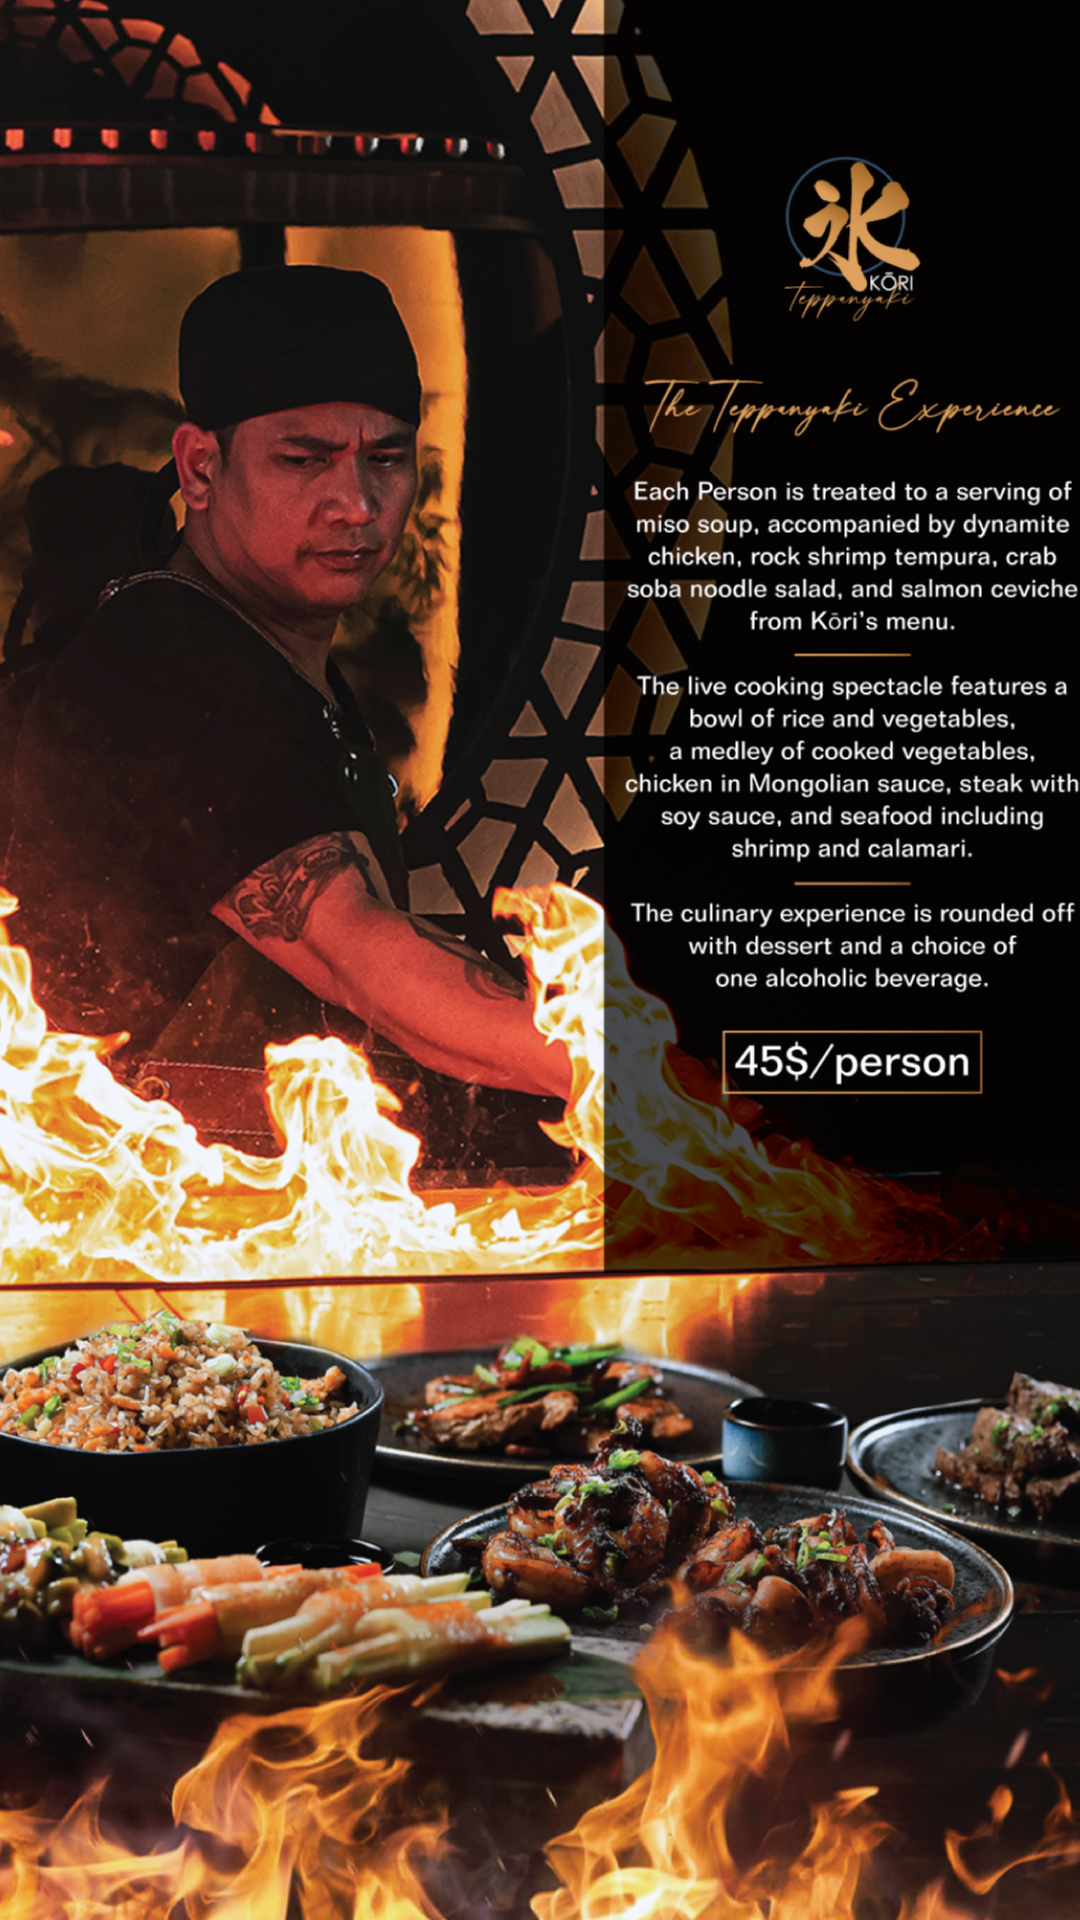 氷
KŌRI
Teppanyaki
The Teppanyaki Experience
Each Person is treated to a serving of
miso soup, accompanied by dynamite
chicken, rock shrimp tempura, crab
soba noodle salad, and salmon ceviche
from Kōri's menu.
The live cooking spectacle features a
bowl of rice and vegetables,
a medley of cooked vegetables,
chicken in Mongolian sauce, steak with
soy sauce, and seafood including
shrimp and calamari.
The culinary experience is rounded off
with dessert and a choice of
one alcoholic beverage.
45$/person